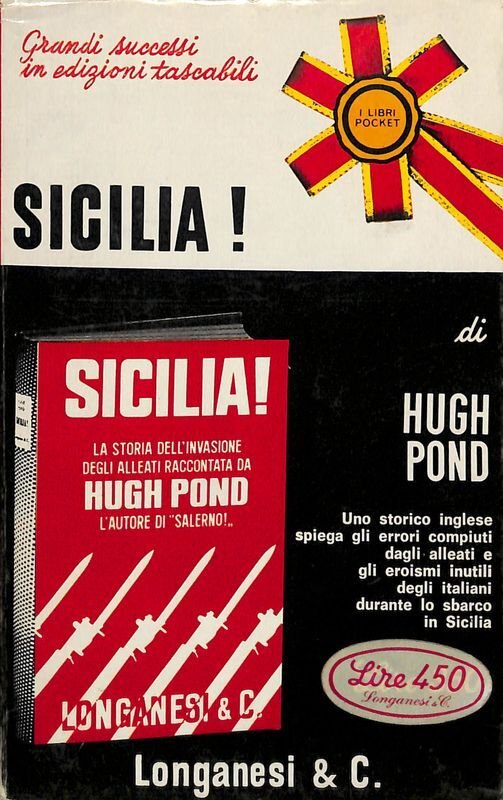 Grandi successi
in edizioni tascabili
I LIBRI
POCKET
SICILIA !
di
HUGH
POND
SICILIA!
LA STORIA DELL'INVASIONE
DEGLI ALLEATI RACCONTATA DA
HUGH POND
L'AUTORE DI "SALERNO!„
LONGANESI & C.
Uno storico inglese
spiega gli errori compiuti
dagli alleati e
gli eroismi inutili
degli italiani
durante lo sbarco
in Sicilia
Lire 450
Longanesi & C.
Longanesi & C.